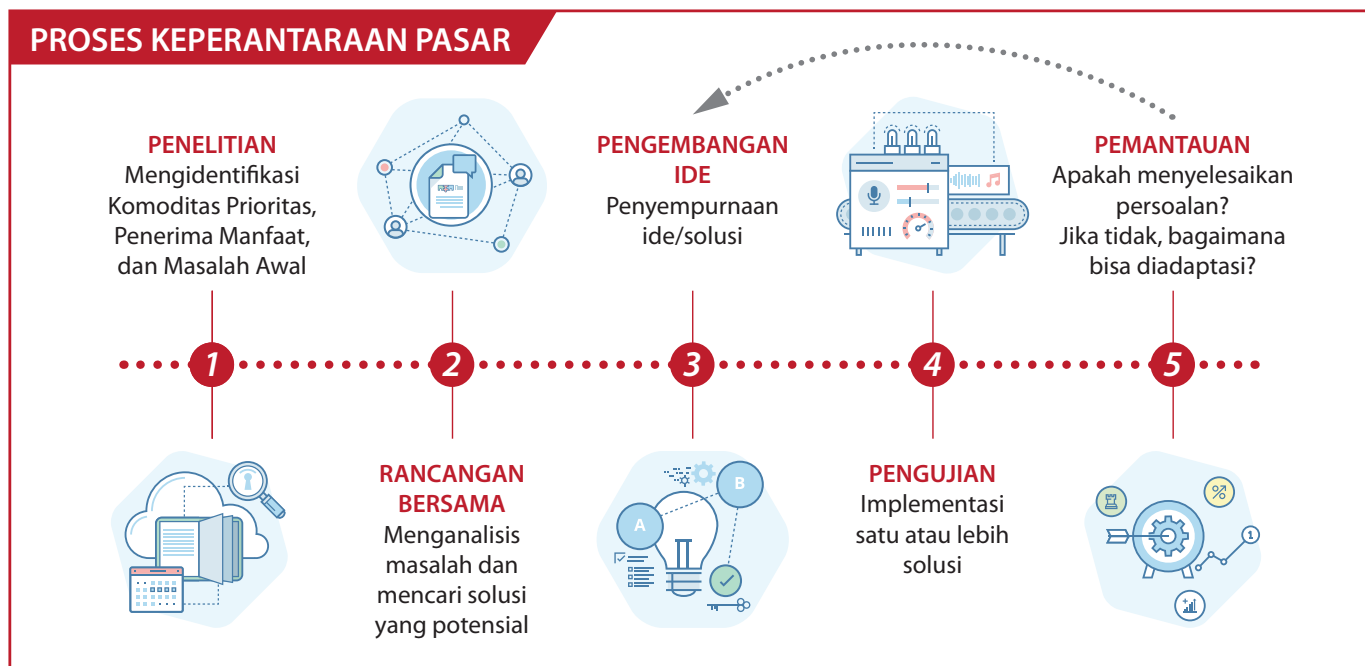 PROSES KEPERANTARAAN PASAR
PENELITIAN
Mengidentifikasi
Komoditas Prioritas,
Penerima Manfaat,
dan Masalah Awal
PENGEMBANGAN
IDE
Penyempurnaan
ide/solusi
PEMANTAUAN
Apakah menyelesaikan
persoalan?
Jika tidak, bagaimana
bisa diadaptasi?
1
2
3
4
5
RANCANGAN
BERSAMA
Menganalisis
masalah dan
mencari solusi
yang potensial
A
B
PENGUJIAN
Implementasi
satu atau lebih
solusi
%
1